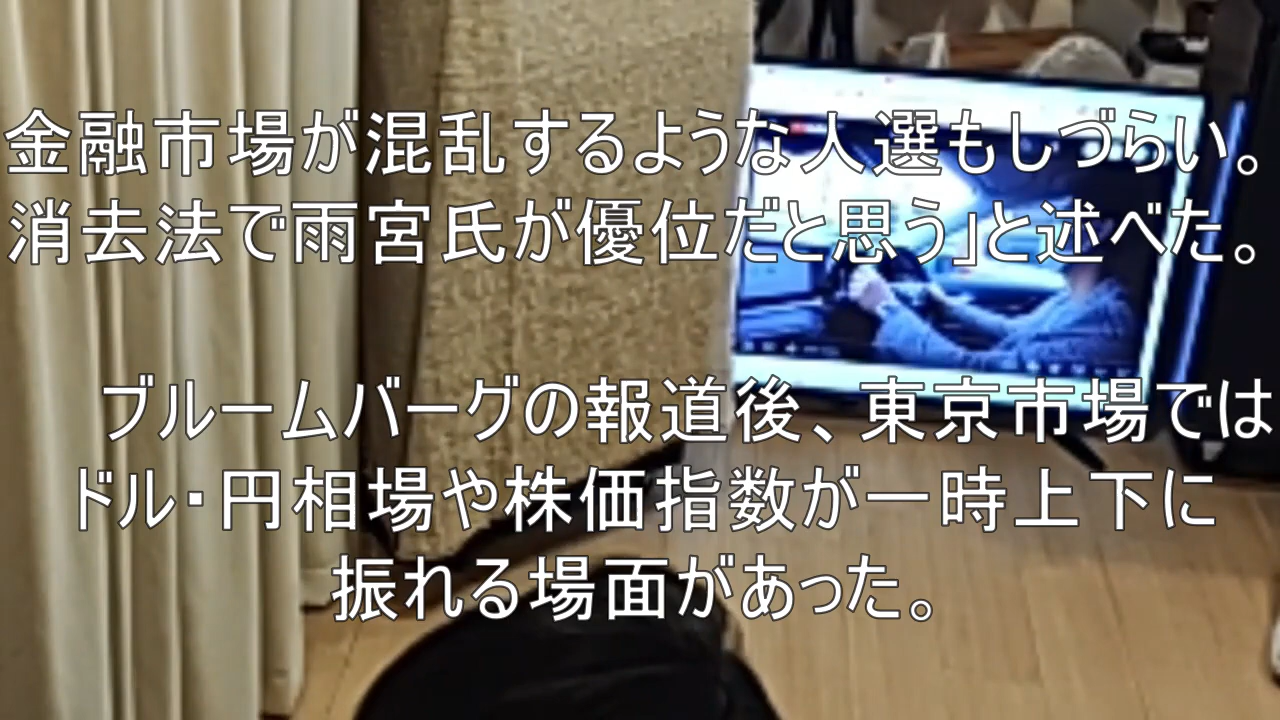 金融市場が混乱するような人選もしづらい。
消去法で雨宮氏が優位だと思う」と述べた。
ブルームバーグの報道後、東京市場では
ドル・円相場や株価指数が一時上下に
振れる場面があった。